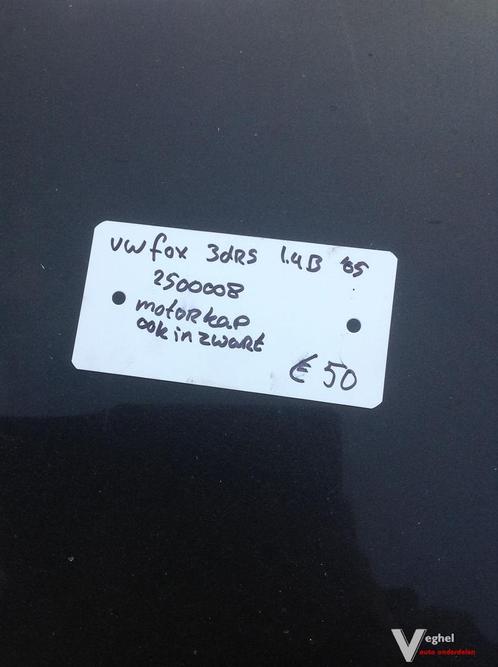 vw fox 3dRS 1.4B '05
2500008
motorkap
ook in zwart
€ 50
Veghel
auto onderdelen